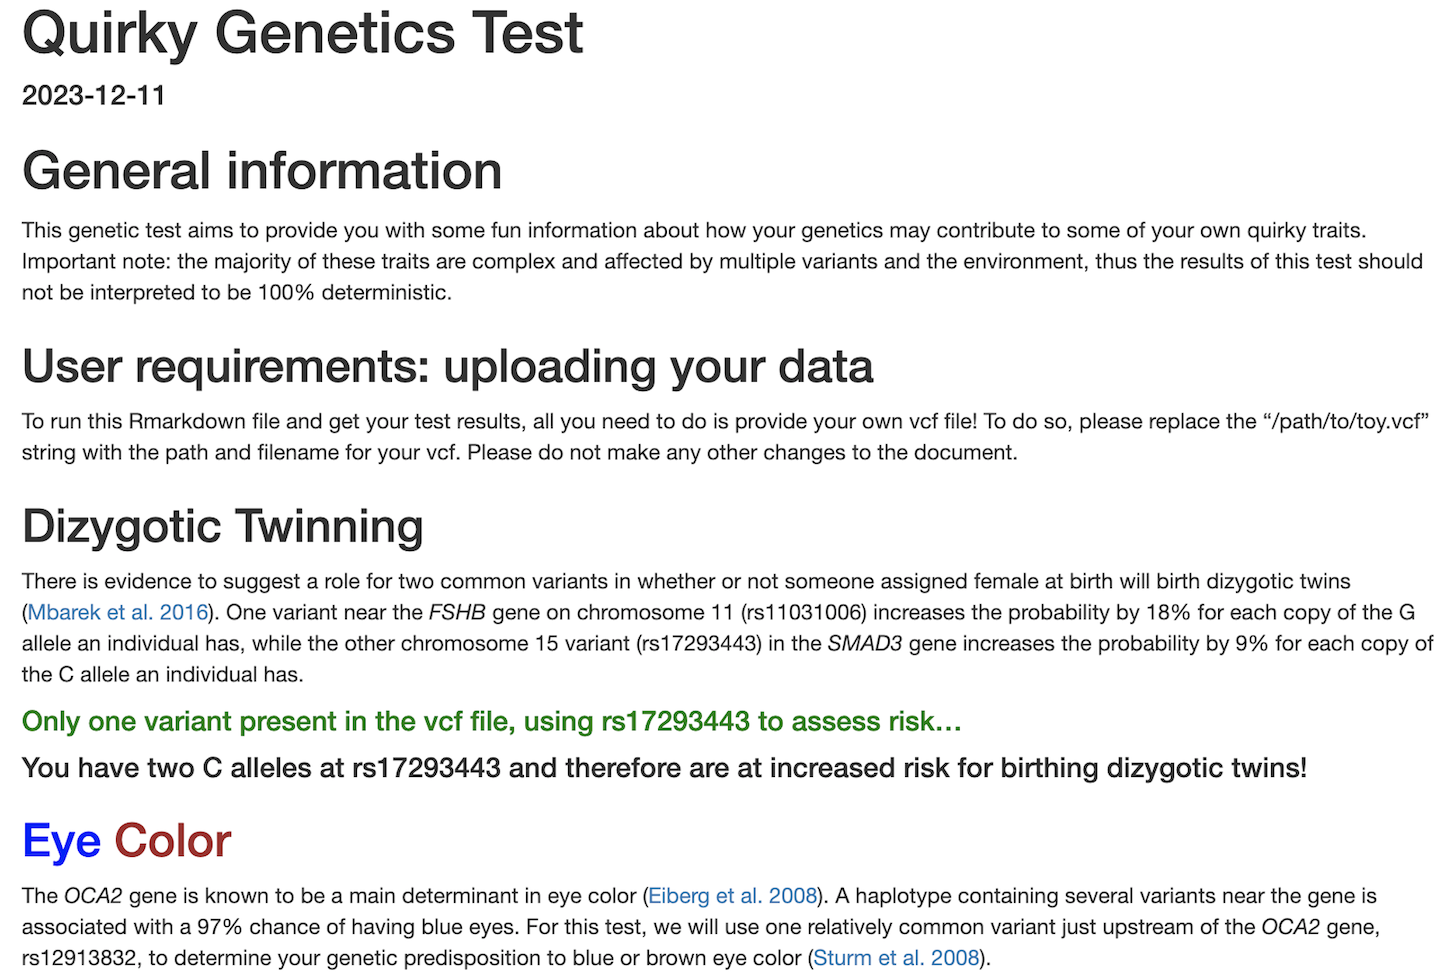 Quirky Genetics Test
2023-12-11
General information
This genetic test aims to provide you with some fun information about how your genetics may contribute to some of your own quirky traits.
Important note: the majority of these traits are complex and affected by multiple variants and the environment, thus the results of this test should
not be interpreted to be 100% deterministic.
User requirements: uploading your data
To run this Rmarkdown file and get your test results, all you need to do is provide your own vcf file! To do so, please replace the “/path/to/toy.vcf”
string with the path and filename for your vcf. Please do not make any other changes to the document.
Dizygotic Twinning
There is evidence to suggest a role for two common variants in whether or not someone assigned female at birth will birth dizygotic twins
(Mbarek et al. 2016). One variant near the FSHB gene on chromosome 11 (rs11031006) increases the probability by 18% for each copy of the G
allele an individual has, while the other chromosome 15 variant (rs17293443) in the SMAD3 gene increases the probability by 9% for each copy of
the C allele an individual has.
Only one variant present in the vcf file, using rs17293443 to assess risk…
You have two C alleles at rs17293443 and therefore are at increased risk for birthing dizygotic twins!
Eye Color
The OCA2 gene is known to be a main determinant in eye color (Eiberg et al. 2008). A haplotype containing several variants near the gene is
associated with a 97% chance of having blue eyes. For this test, we will use one relatively common variant just upstream of the OCA2 gene,
rs12913832, to determine your genetic predisposition to blue or brown eye color (Sturm et al. 2008).